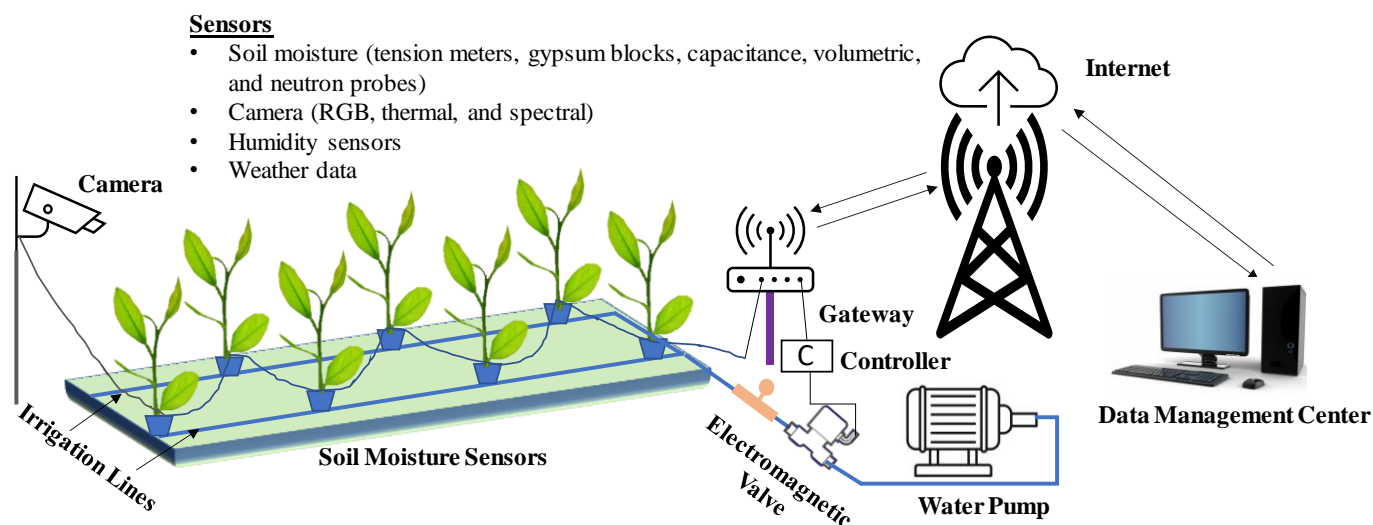 Sensors
• Soil moisture (tension meters, gypsum blocks, capacitance, volumetric,
and neutron probes)
• Camera (RGB, thermal, and spectral)
• Humidity sensors
• Weather data
Internet
Camera
Gateway
C
Controller
Data Management Center
Irrigation Lines
Soil Moisture Sensors
Electromagnetic
Valve
Water Pump